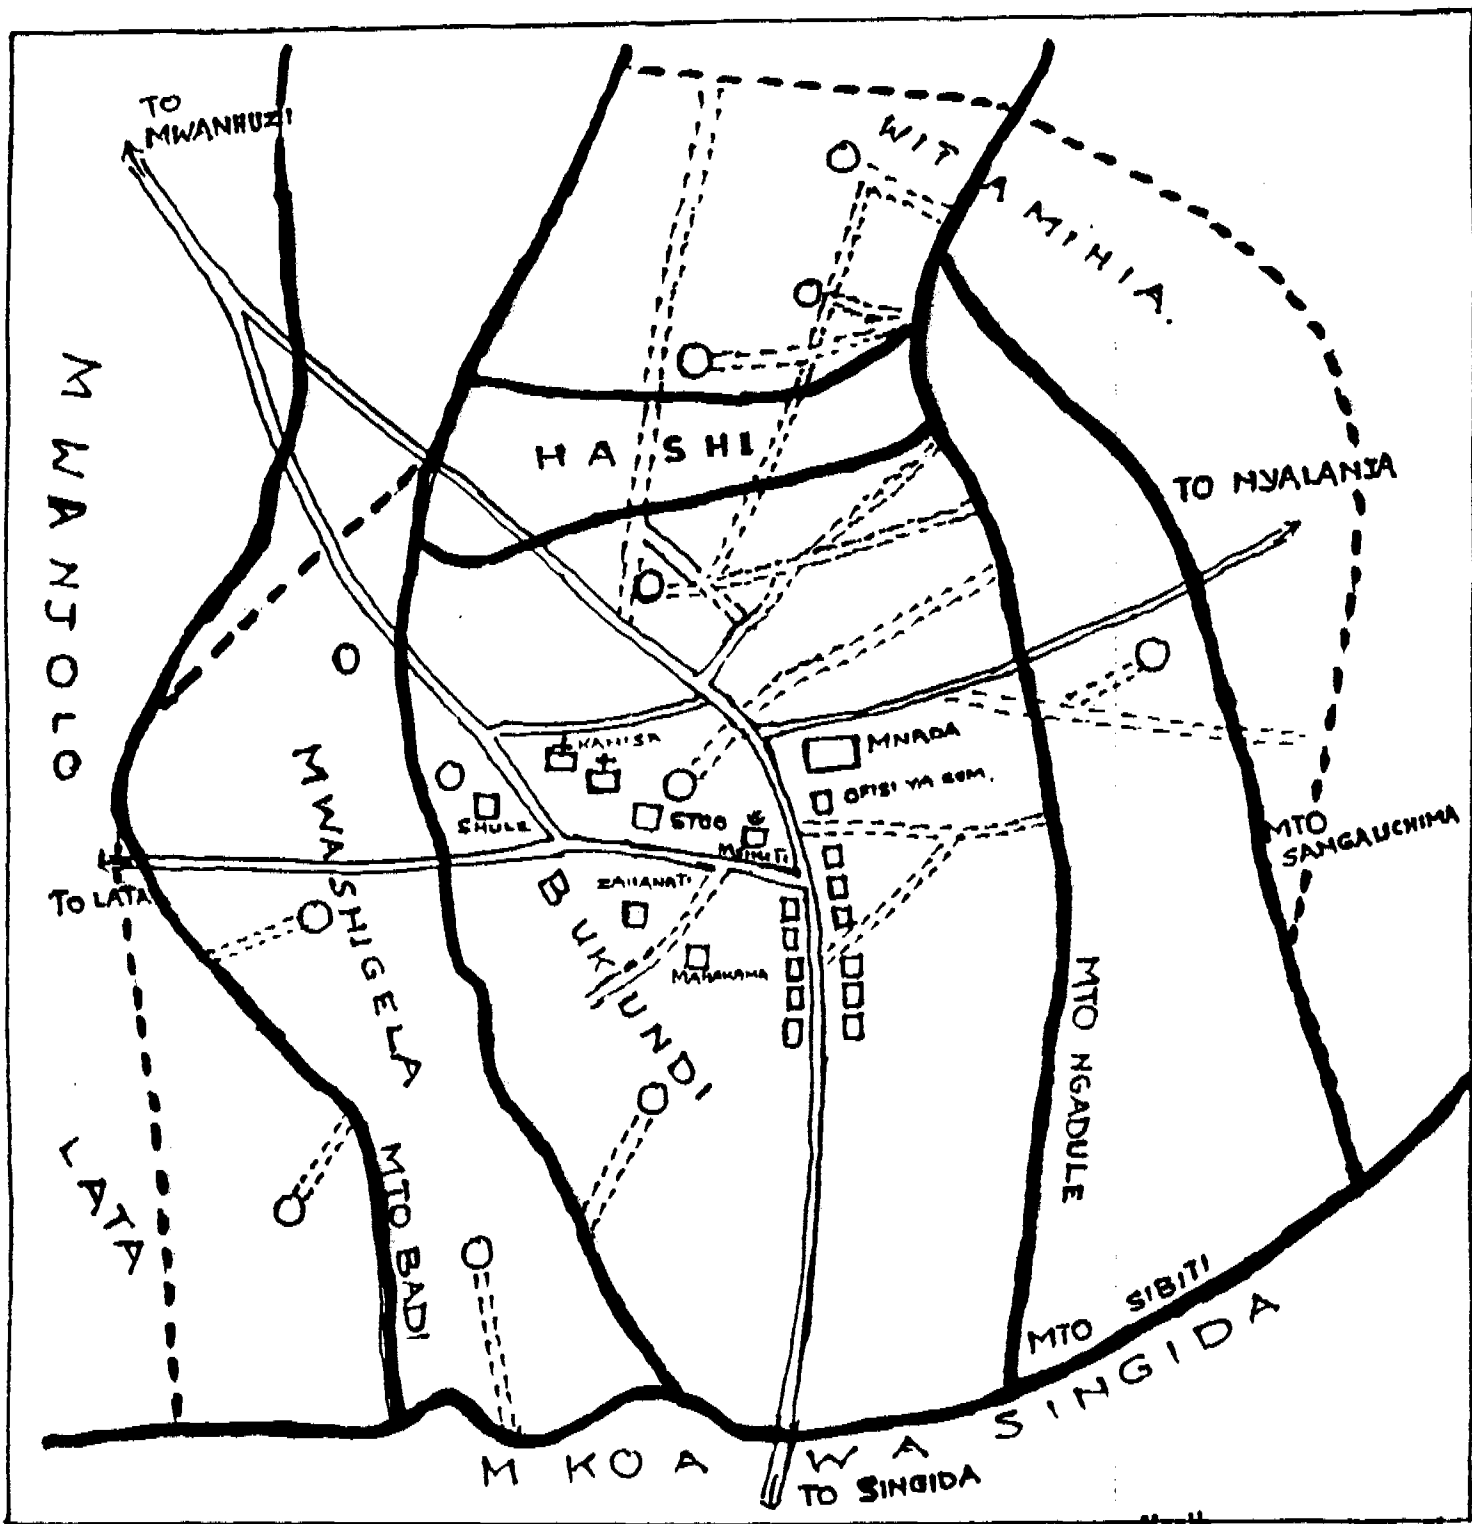 TO
MWANHUZI
WITAMIHIA.
MWANJOLO
HASHI
TO NYALANJA
KANISA
MNADA
OFISI YA
SHULE
STOO
MWASHIGELA
ZAHANATI
MTO
SANGALICHIMA
TO LATA
BUKUNDI
MAHAKAMA
MTO NGADULE
LATA
MTO BADI
MTO SIBITI
MKOA WA SINGIDA
TO SINGIDA